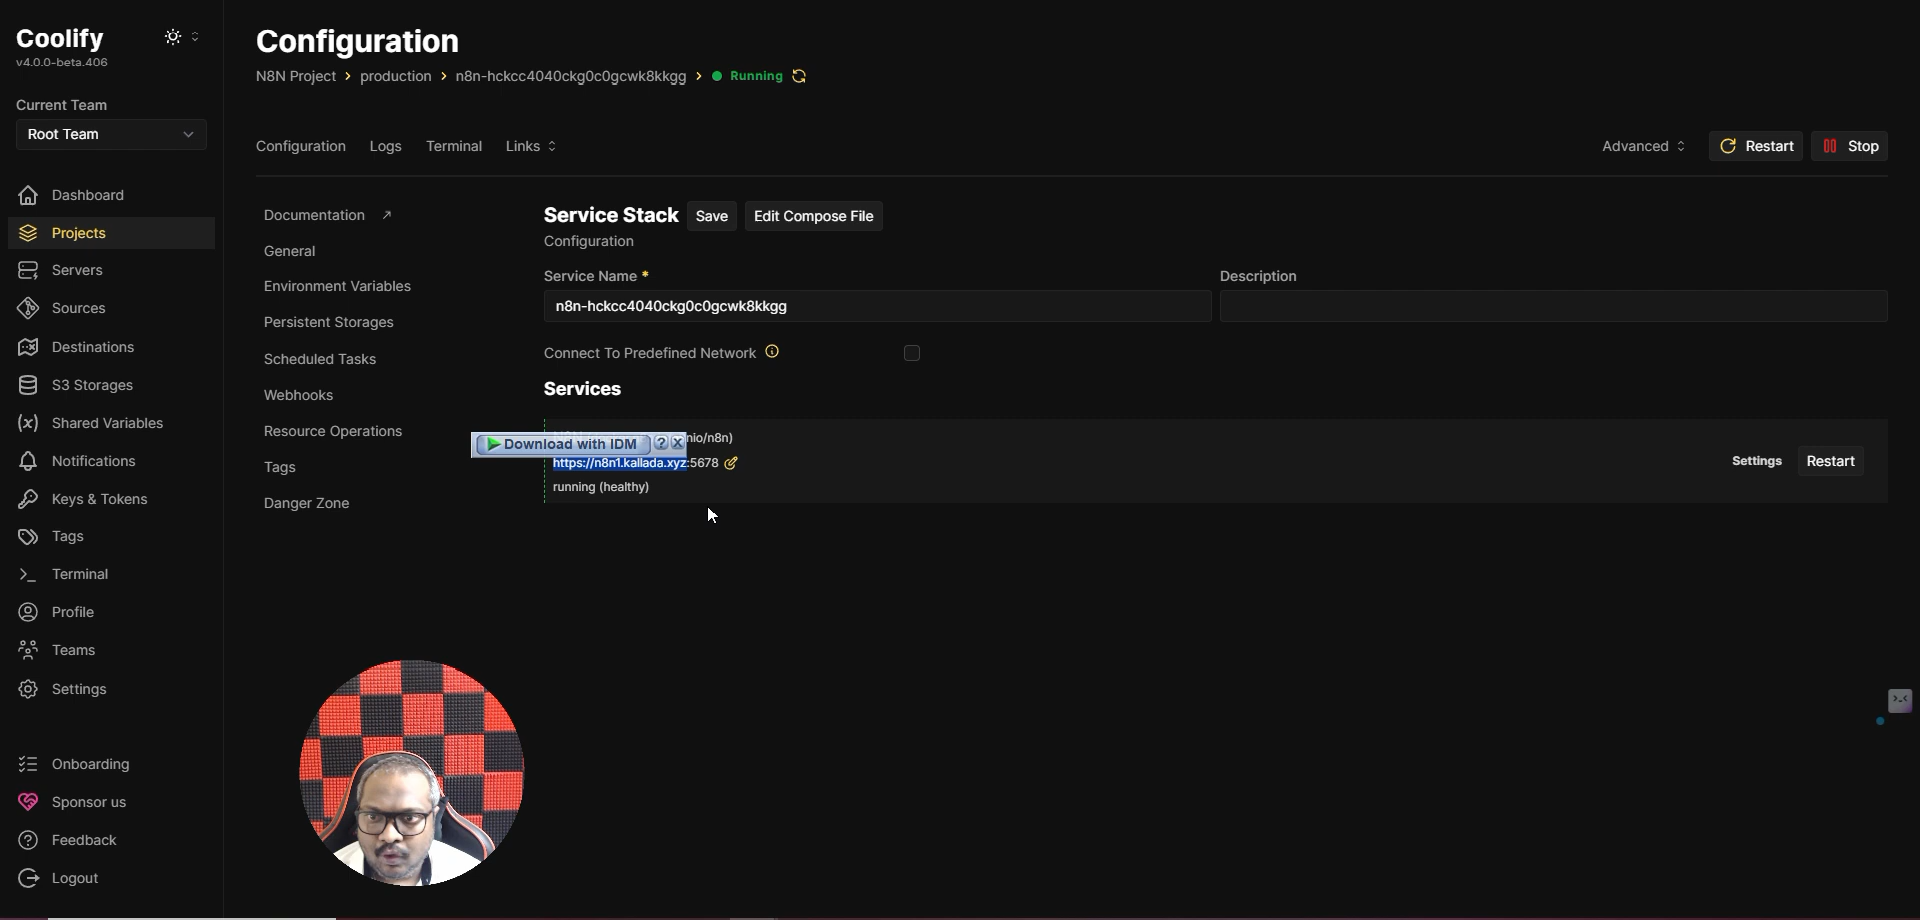 Coolify
v4.0.0-beta.406
Current Team
Root Team
Dashboard
Projects
Servers
Sources
Destinations
S3 Storages
Shared Variables
Notifications
Keys & Tokens
Tags
Terminal
Profile
Teams
Settings
Onboarding
Sponsor us
Feedback
Logout
Configuration
N8N Project > production > n8n-hckcc4040ckg0c0gcwk8kkgg > Running
Configuration Logs Terminal Links
Advanced Restart Stop
Documentation
General
Environment Variables
Persistent Storages
Scheduled Tasks
Webhooks
Resource Operations
Tags
Danger Zone
Service Stack Save Edit Compose File
Configuration
Service Name *
n8n-hckcc4040ckg0c0gcwk8kkgg
Description
Connect To Predefined Network
Services
Download with IDM ? X
nio/n8n)
https://n8n1.kallada.xyz:5678
running (healthy)
Settings Restart